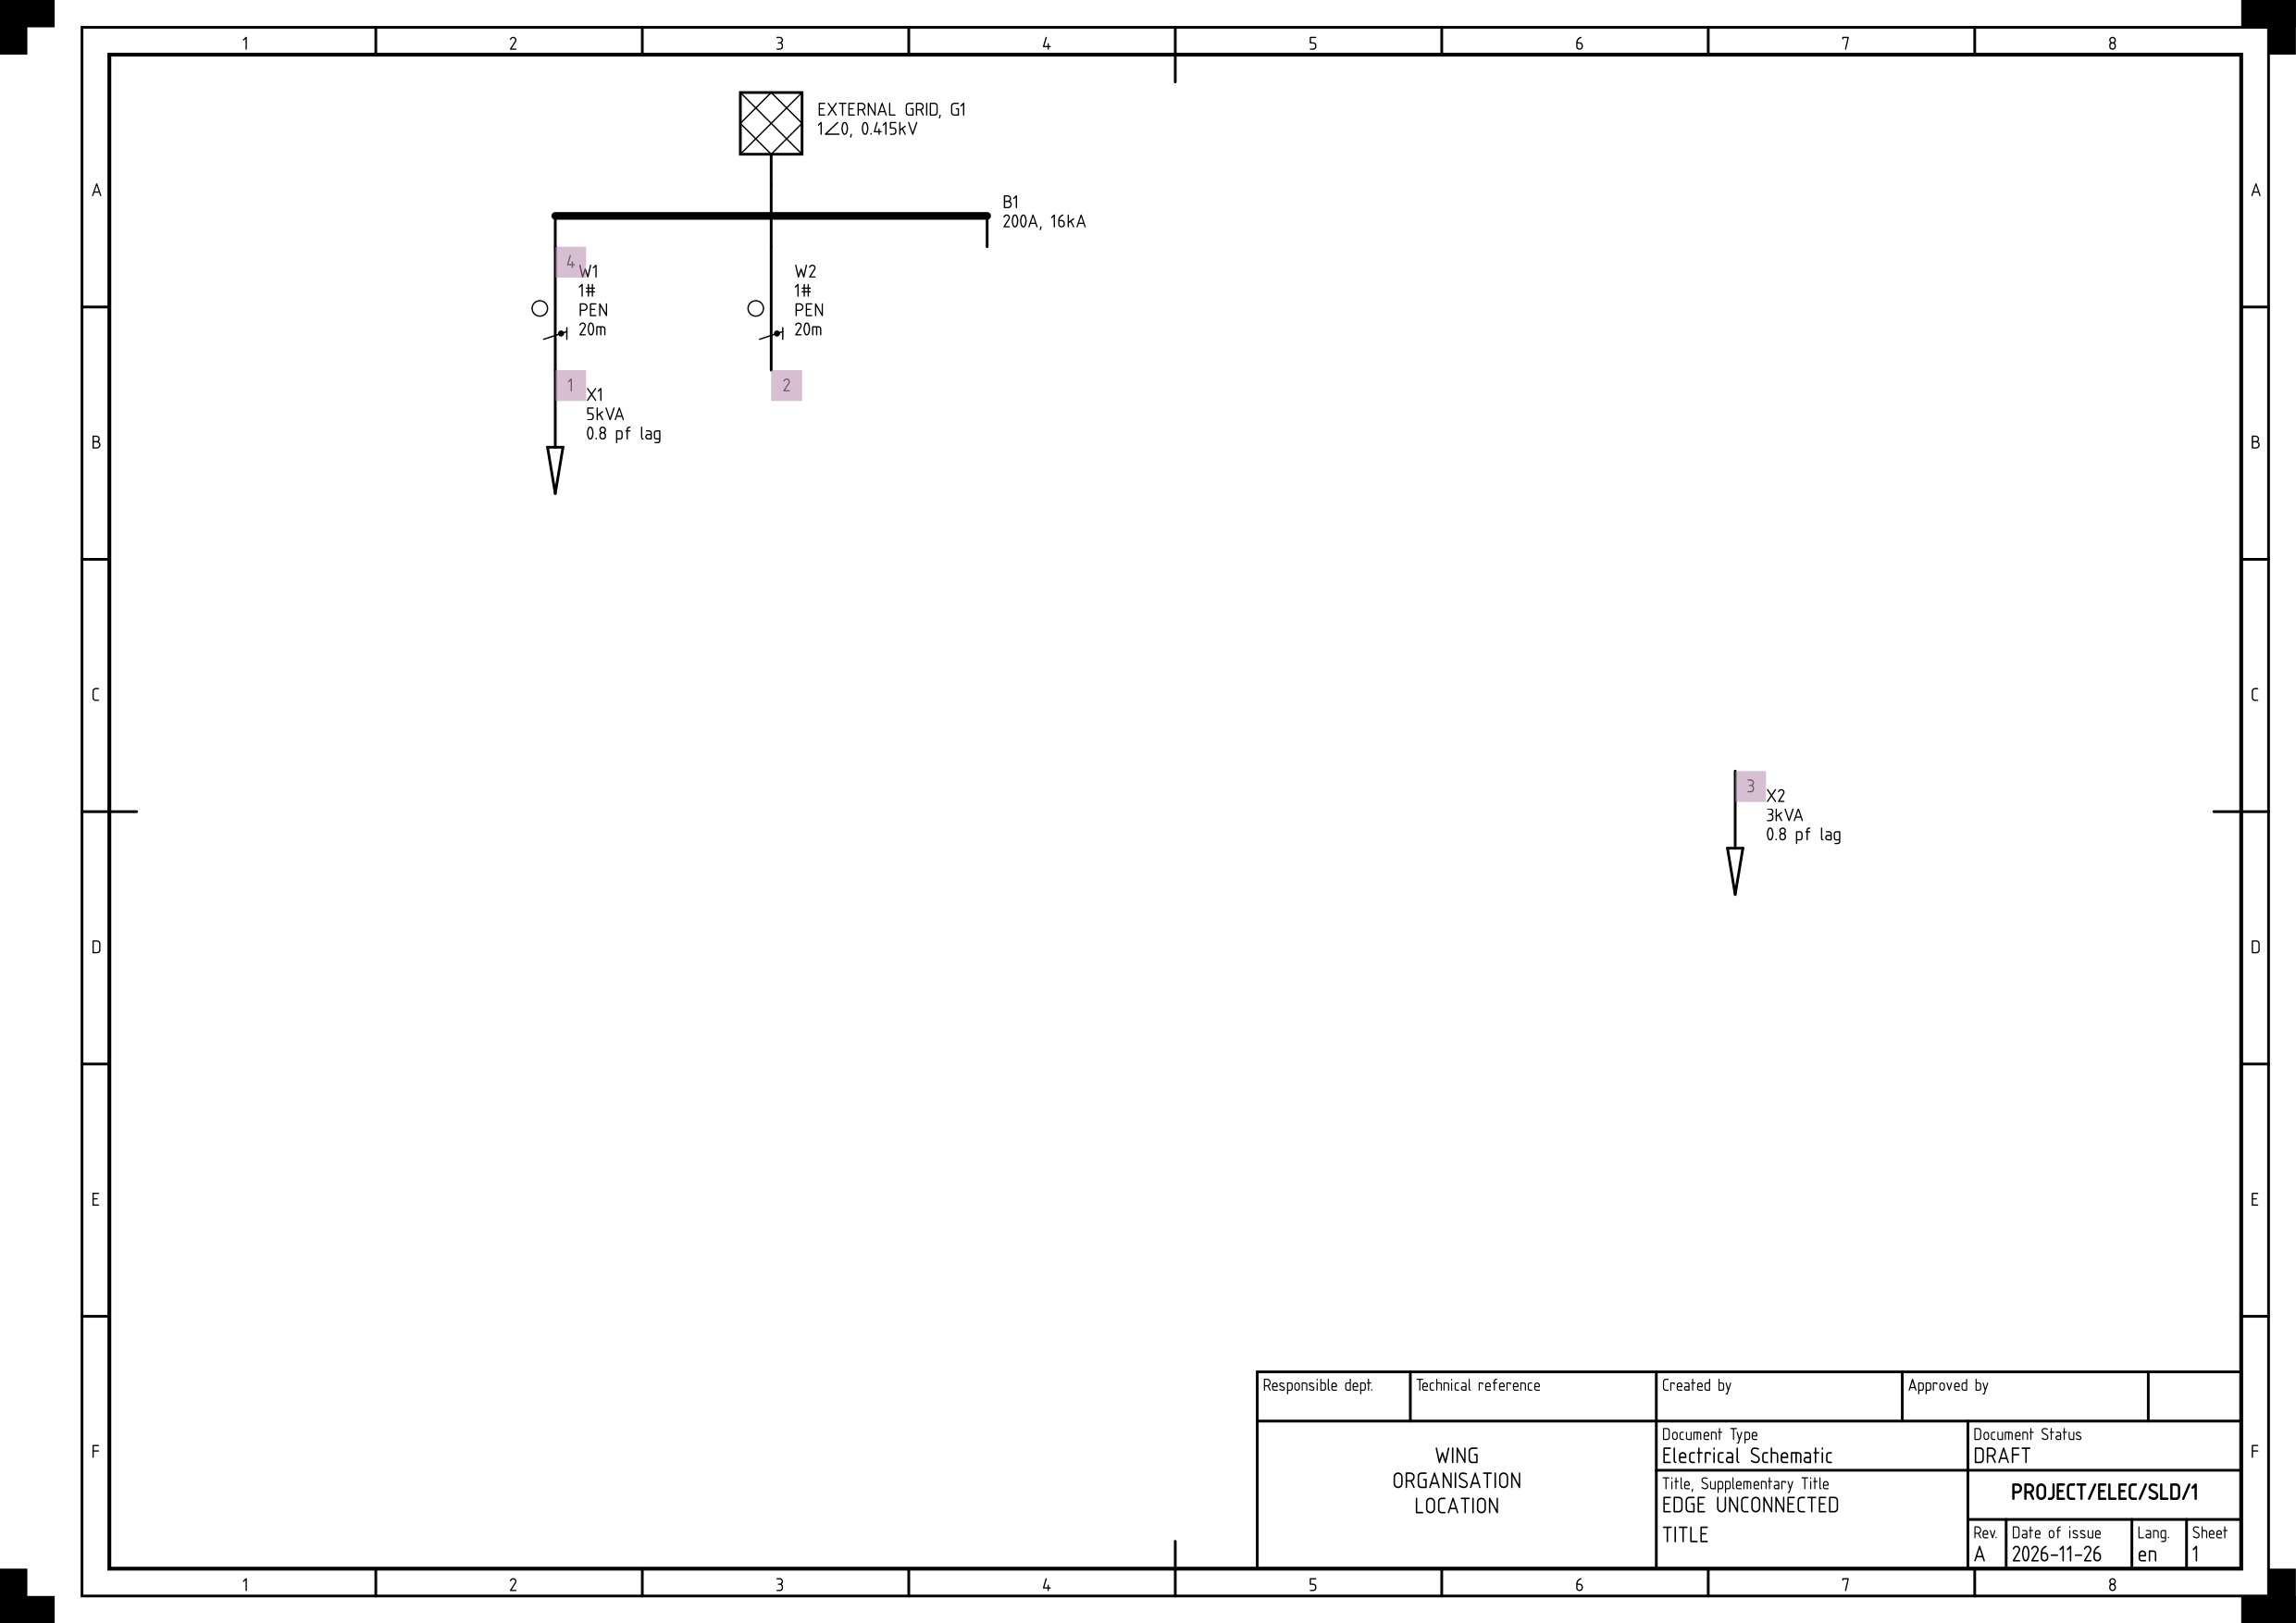 1 2 3 4 5 6 7 8
EXTERNAL GRID, G1
1∠0, 0.415kV
A A
B1
200A, 16kA
4
W1
1#
PEN
20m
W2
1#
PEN
20m
1
X1
5kVA
0.8 pf lag
2
B B
C C
3
X2
3kVA
0.8 pf lag
D D
E E
Responsible dept.
Technical reference
Created by
Approved by
F F
WING
ORGANISATION
LOCATION
Document Type
Electrical Schematic
Document Status
DRAFT
Title, Supplementary Title
EDGE UNCONNECTED
TITLE
PROJECT/ELEC/SLD/1
Rev.
A
Date of issue
2026-11-26
Lang.
en
Sheet
1
1 2 3 4 5 6 7 8